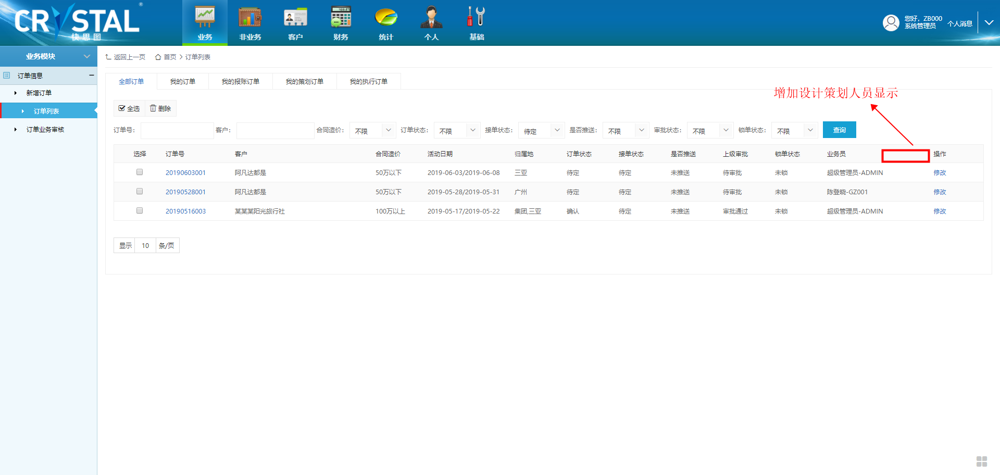 CRYSTAL®
快思图
业务
非业务
客户
财务
统计
个人
基础
您好，ZB000
系统管理员
个人消息
业务模块
订单信息
新增订单
订单列表
订单业务审核
返回上一页 首页 > 订单列表
全部订单 我的订单 我的报账订单 我的策划订单 我的执行订单
增加设计策划人员显示
全选 删除
订单号： 客户： 合同造价： 不限 订单状态： 不限 接单状态： 待定 是否推送： 不限 审批状态： 不限 锁单状态： 不限 查询
选择 订单号 客户 合同造价 活动日期 归属地 订单状态 接单状态 是否推送 上级审批 锁单状态 业务员 操作
20190603001 阿凡达都是 50万以下 2019-06-03/2019-06-08 三亚 待定 待定 未推送 待审批 未锁 超级管理员-ADMIN 修改
20190528001 阿凡达都是 50万以下 2019-05-28/2019-05-31 广州 待定 待定 未推送 待审批 未锁 陈登晓-GZ001 修改
20190516003 某某某阳光旅行社 100万以上 2019-05-17/2019-05-22 集团,三亚 确认 待定 未推送 审批通过 未锁 超级管理员-ADMIN 修改
显示 10 条/页